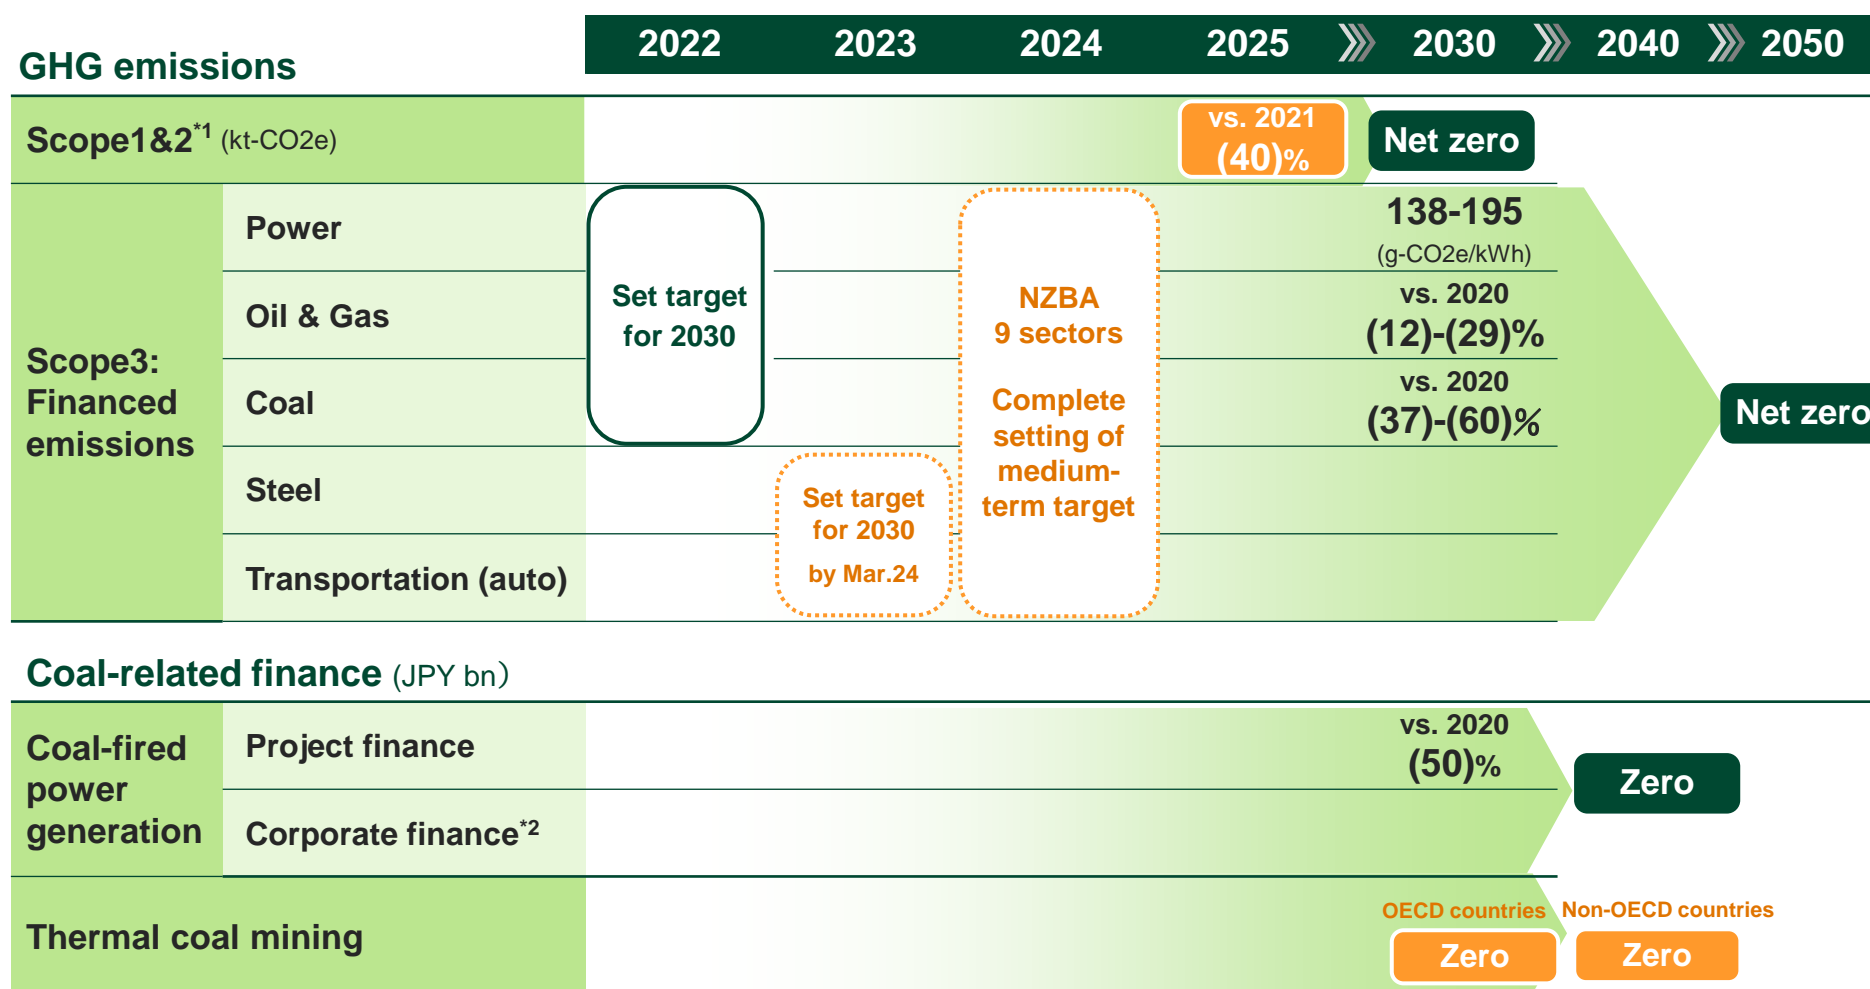 GHG emissions
2022
2023
2024
2025
2030
2040
2050
Scope1&2*1 (kt-CO2e)
vs. 2021
(40)%
Net zero
Scope3:
Financed
emissions
Power
Oil & Gas
Coal
Steel
Transportation (auto)
Set target
for 2030
Set target
for 2030
by Mar.24
NZBA
9 sectors
Complete
setting of
medium-
term target
138-195
(g-CO2e/kWh)
vs. 2020
(12)-(29)%
vs. 2020
(37)-(60)%
Net zero
Coal-related finance (JPY bn）
Coal-fired
power
generation
Project finance
Corporate finance*2
vs. 2020
(50)%
Zero
Thermal coal mining
OECD countries
Zero
Non-OECD countries
Zero